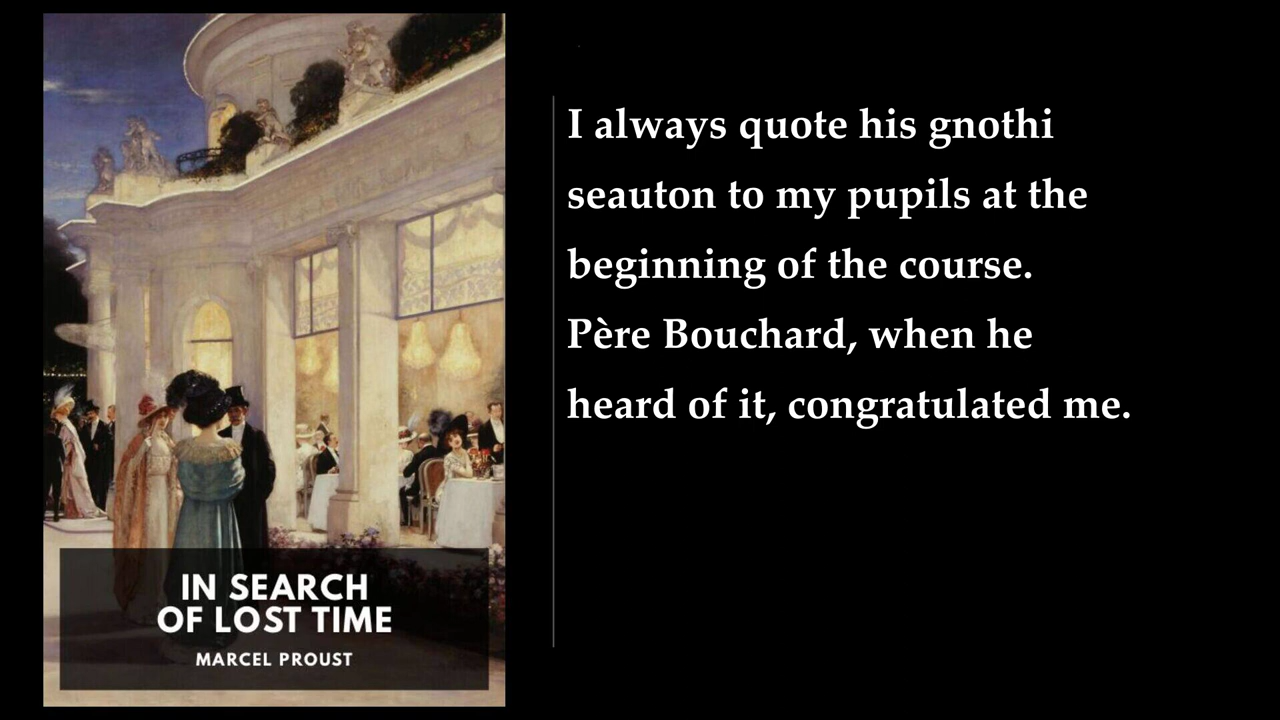 I always quote his gnothi
seauton to my pupils at the
beginning of the course.
Père Bouchard, when he
heard of it, congratulated me.
IN SEARCH
OF LOST TIME
MARCEL PROUST